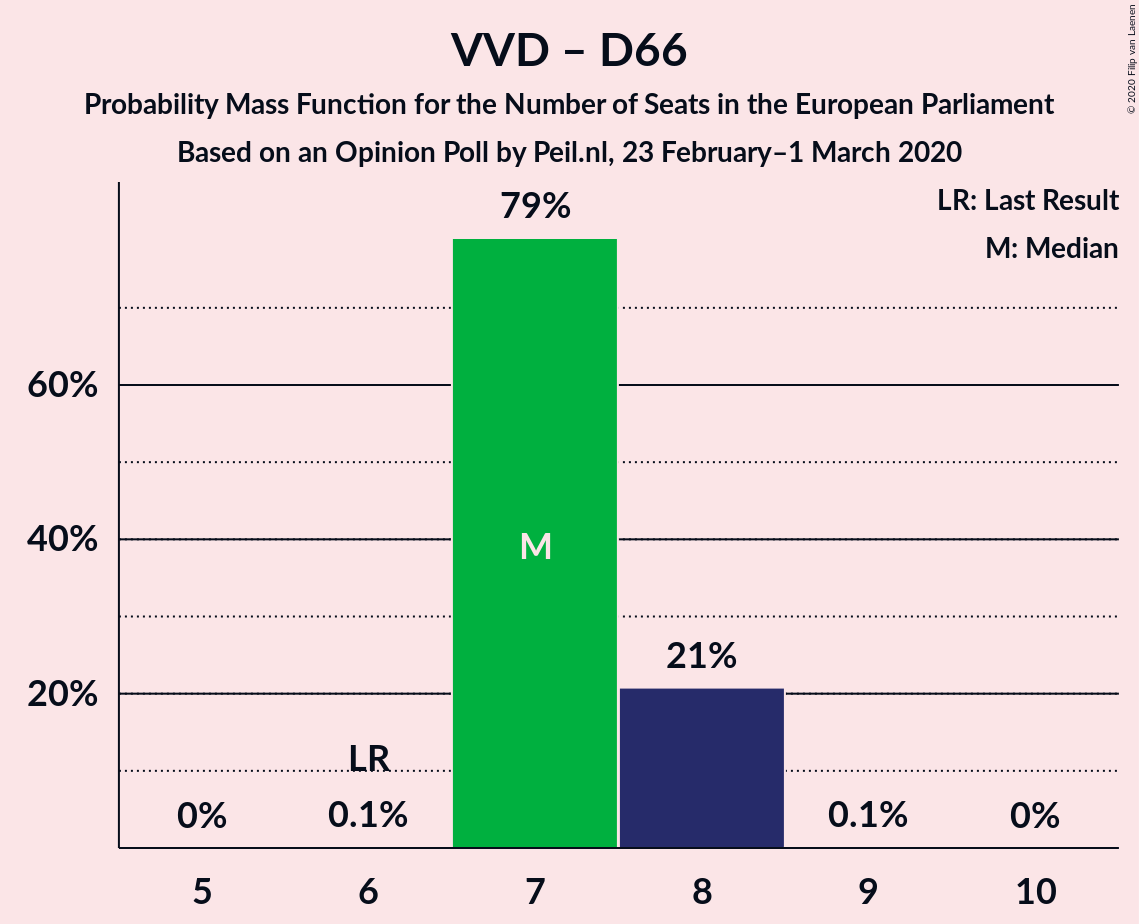 VVD – D66
Probability Mass Function for the Number of Seats in the European Parliament
Based on an Opinion Poll by Peil.nl, 23 February–1 March 2020
© 2020 Filip van Laenen
LR: Last Result
M: Median
79%
60%
40%
M
21%
20%
LR
0%
0.1%
0.1%
0%
5
6
7
8
9
10